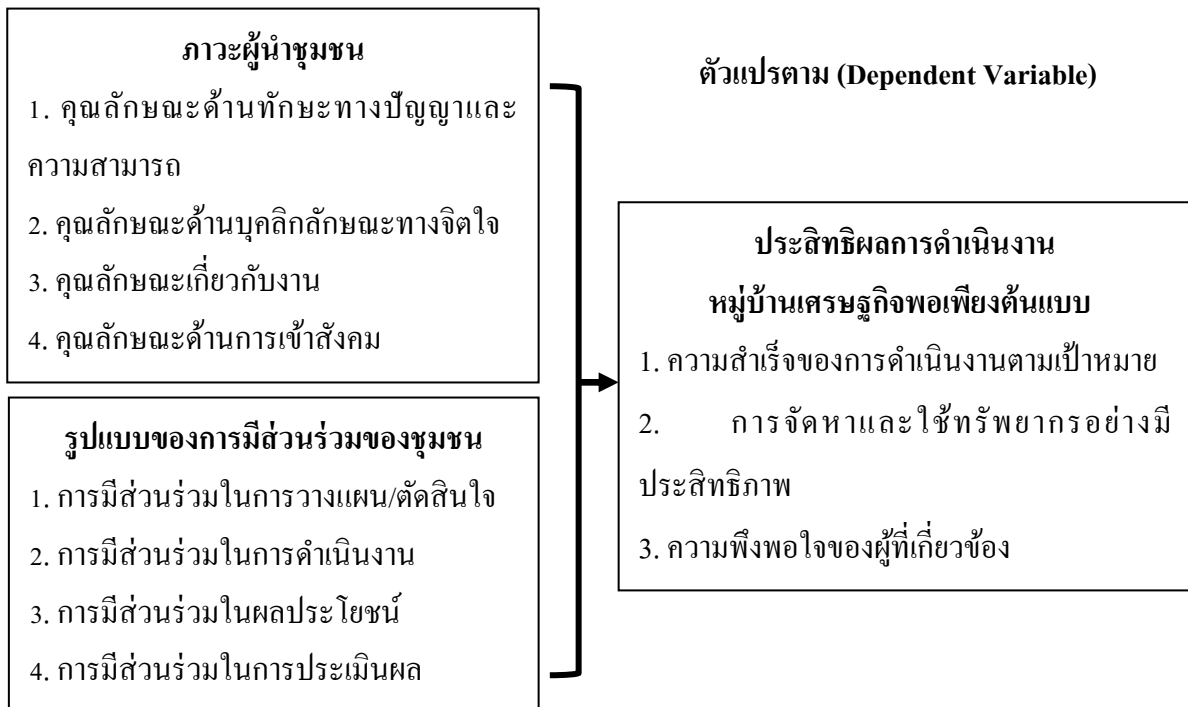 ภาวะผู้นำชุมชน
1. คุณลักษณะด้านทักษะทางปัญญาและ
ความสามารถ
2. คุณลักษณะด้านบุคลิกลักษณะทางจิตใจ
3. คุณลักษณะเกี่ยวกับงาน
4. คุณลักษณะด้านการเข้าสังคม
รูปแบบของการมีส่วนร่วมของชุมชน
1. การมีส่วนร่วมในการวางแผน/ตัดสินใจ
2. การมีส่วนร่วมในการดำเนินงาน
3. การมีส่วนร่วมในผลประโยชน์
4. การมีส่วนร่วมในการประเมินผล
ตัวแปรตาม (Dependent Variable)
ประสิทธิผลการดำเนินงาน
หมู่บ้านเศรษฐกิจพอเพียงต้นแบบ
1. ความสำเร็จของการดำเนินงานตามเป้าหมาย
2. การจัดหาและใช้ทรัพยากรอย่างมี
ประสิทธิภาพ
3. ความพึงพอใจของผู้ที่เกี่ยวข้อง